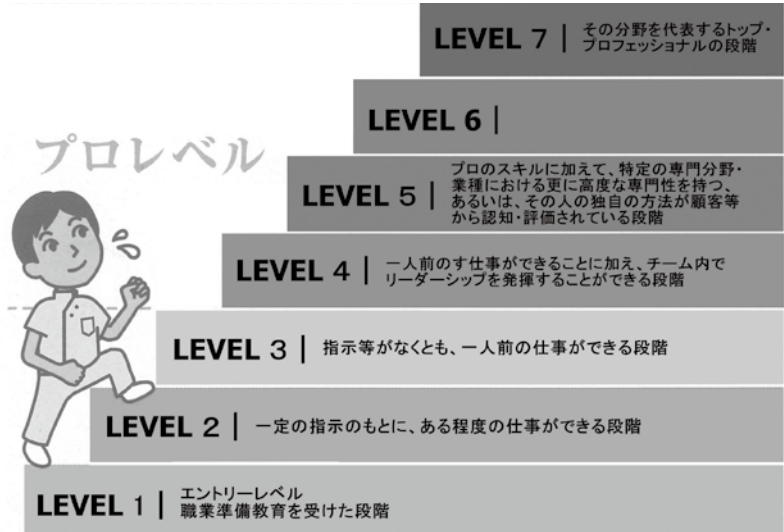 LEVEL 7 | その分野を代表するトップ・
プロフェッショナルの段階
LEVEL 6 |
プロレベル
LEVEL 5 | プロのスキルに加えて、特定の専門分野・
業種における更に高度な専門性を持つ、
あるいは、その人の独自の方法が顧客等
から認知・評価されている段階
LEVEL 4 | 一人前のす仕事ができることに加え、チーム内で
リーダーシップを発揮することができる段階
LEVEL 3 | 指示等がなくとも、一人前の仕事ができる段階
LEVEL 2 | 一定の指示のもとに、ある程度の仕事ができる段階
LEVEL 1 | エントリーレベル
職業準備教育を受けた段階